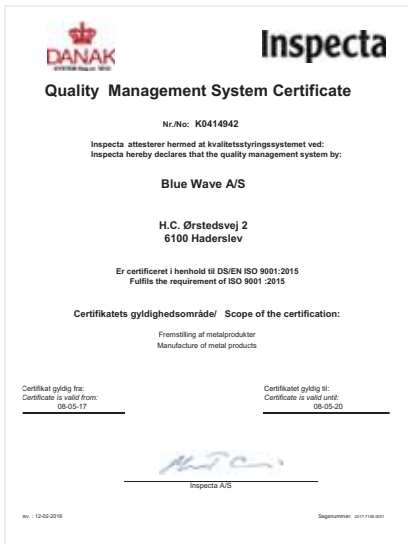 DANAK
Inspecta
Quality Management System Certificate
Nr./No: K0414942
Inspecta attesterer hermed at kvalitetsstyringssystemet ved:
Inspecta hereby declares that the quality management system by:
Blue Wave A/S
H.C. Ørstedsvej 2
6100 Haderslev
Er certificeret i henhold til DS/EN ISO 9001:2015
Fulfils the requirement of ISO 9001 :2015
Certifikatets gyldighedsområde/ Scope of the certification:
Fremstilling af metalprodukter
Manufacture of metal products
Certifikat gyldig fra:
Certificate is valid from:
08-05-17
Certifikatet gyldig til:
Certificate is valid until:
08-05-20
Inspecta A/S
ev. : 12-02-2016
Sagsnummer: